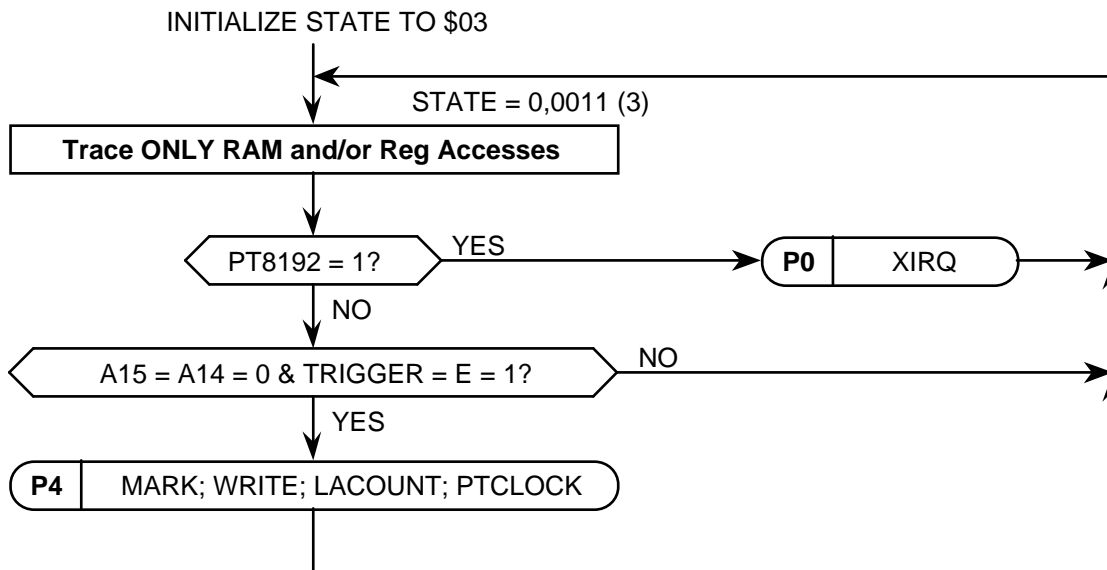 INITIALIZE STATE TO $03
STATE = 0,0011 (3)
Trace ONLY RAM and/or Reg Accesses
PT8192 = 1?
YES
P0 XIRQ
NO
A15 = A14 = 0 & TRIGGER = E = 1?
NO
YES
P4 MARK; WRITE; LACOUNT; PTCLOCK